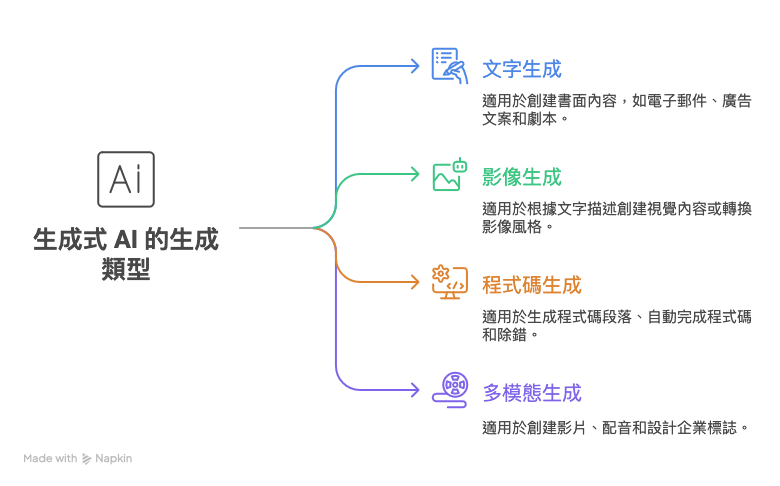 Ai
生成式 AI 的生成
類型
文字生成
適用於創建書面內容，如電子郵件、廣告
文案和劇本。
影像生成
適用於根據文字描述創建視覺內容或轉換
影像風格。
程式碼生成
適用於生成程式碼段落、自動完成程式碼
和除錯。
多模態生成
適用於創建影片、配音和設計企業標誌。
Made with Napkin